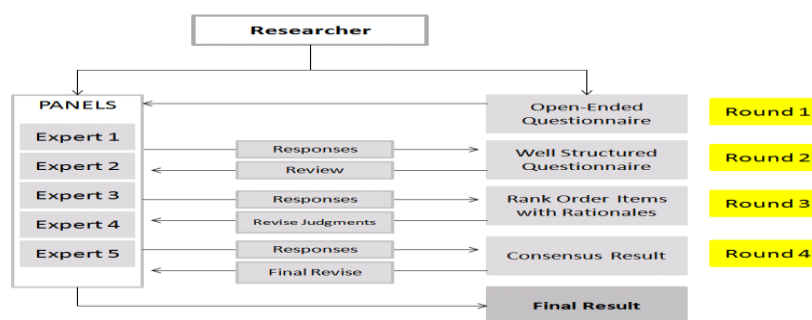 Researcher
PANELS
Expert 1
Expert 2
Expert 3
Expert 4
Expert 5
Open-Ended
Questionnaire
Round 1
Responses
Review
Well Structured
Questionnaire
Round 2
Responses
Revise Judgments
Rank Order Items
with Rationales
Round 3
Responses
Final Revise
Consensus Result
Round 4
Final Result